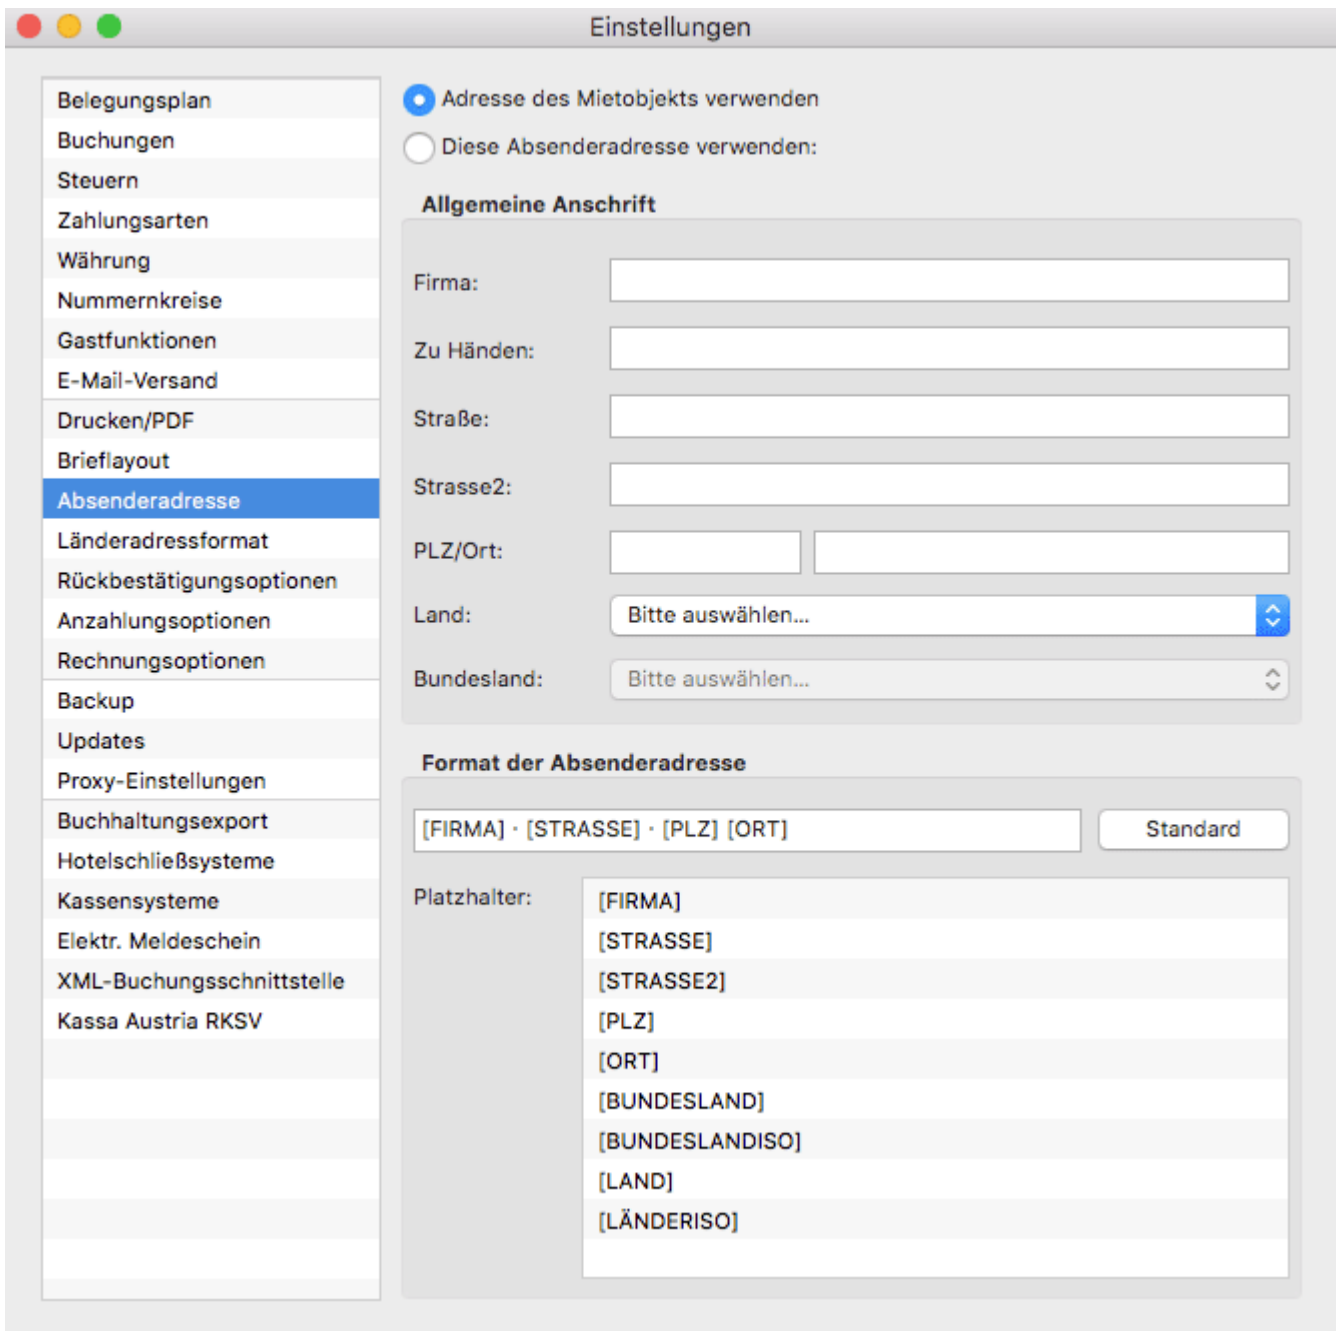 Einstellungen
Belegungsplan
Buchungen
Steuern
Zahlungsarten
Währung
Nummernkreise
Gastfunktionen
E-Mail-Versand
Drucken/PDF
Brieflayout
Absenderadresse
Länderadressformat
Rückbestätigungsoptionen
Anzahlungsoptionen
Rechnungsoptionen
Backup
Updates
Proxy-Einstellungen
Buchhaltungsexport
Hotelschließsysteme
Kassensysteme
Elektr. Meldeschein
XML-Buchungsschnittstelle
Kassa Austria RKSV
Adresse des Mietobjekts verwenden
Diese Absenderadresse verwenden:
Allgemeine Anschrift
Firma:
Zu Händen:
Straße:
Strasse2:
PLZ/Ort:
Land: Bitte auswählen...
Bundesland: Bitte auswählen...
Format der Absenderadresse
[FIRMA] · [STRASSE] · [PLZ] [ORT] Standard
Platzhalter: [FIRMA]
[STRASSE]
[STRASSE2]
[PLZ]
[ORT]
[BUNDESLAND]
[BUNDESLANDISO]
[LAND]
[LÄNDERISO]